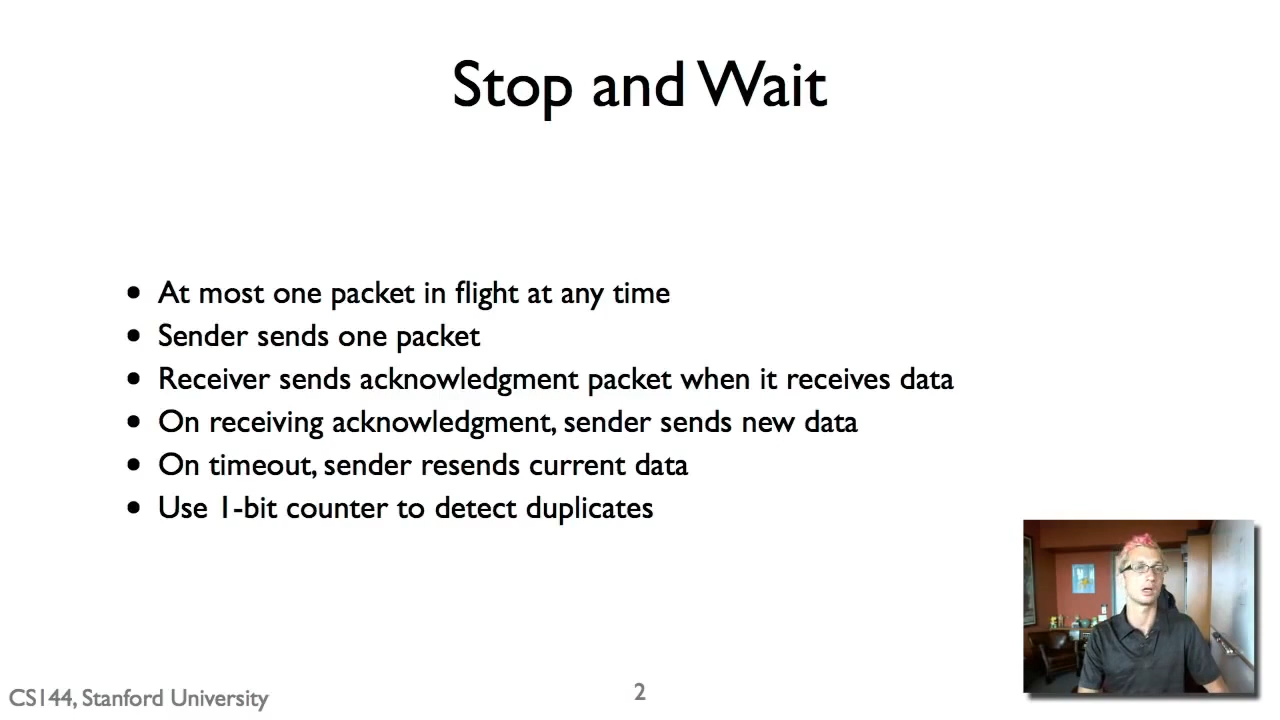 Stop and Wait
• At most one packet in flight at any time
• Sender sends one packet
• Receiver sends acknowledgment packet when it receives data
• On receiving acknowledgment, sender sends new data
• On timeout, sender resends current data
• Use 1-bit counter to detect duplicates
CS144, Stanford University
2